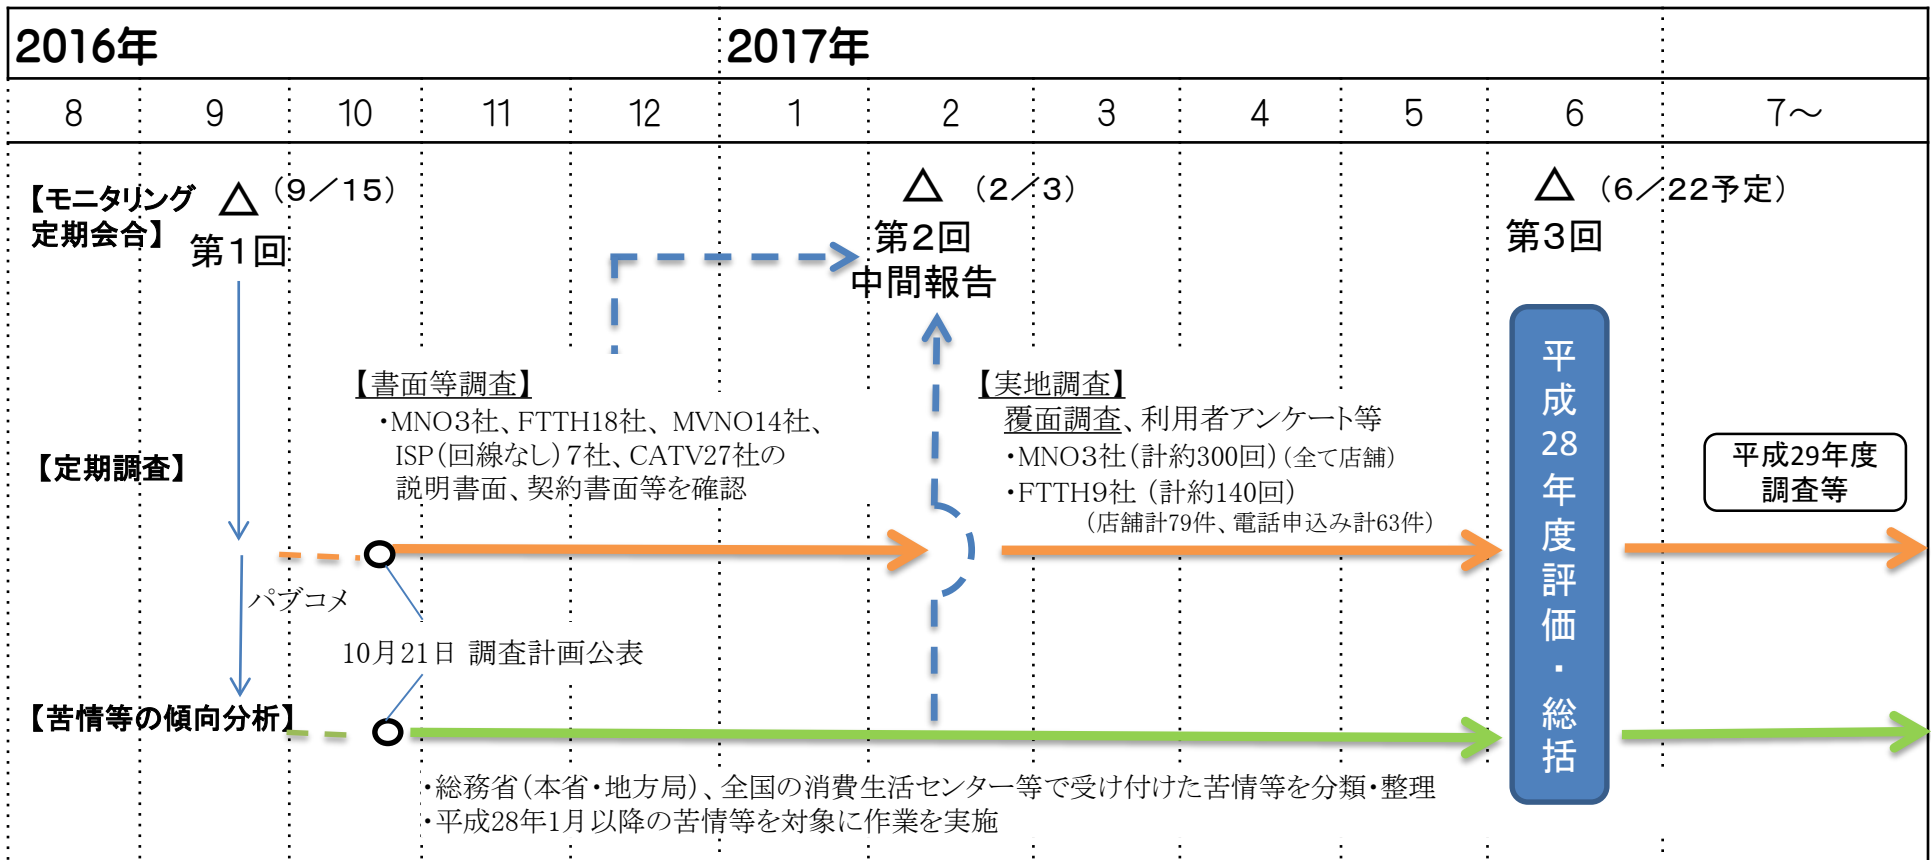 2016年
2017年
8 9 10 11 12 1 2 3 4 5 6 7～
【モニタリング
定期会合】
△ （9／15）
第1回
△ （2／3）
第2回
中間報告
△ （6／22予定）
第3回
【書面等調査】
・MNO3社、FTTH18社、MVNO14社、
ISP（回線なし）7社、CATV27社の
説明書面、契約書面等を確認
【実地調査】
覆面調査、利用者アンケート等
・MNO3社（計約300回）（全て店舗）
・FTTH9社（計約140回）
（店舗計79件、電話申込み計63件）
【定期調査】
平成28年度評価・総括
平成29年度
調査等
パブコメ
10月21日 調査計画公表
【苦情等の傾向分析】
・総務省（本省・地方局）、全国の消費生活センター等で受け付けた苦情等を分類・整理
・平成28年1月以降の苦情等を対象に作業を実施